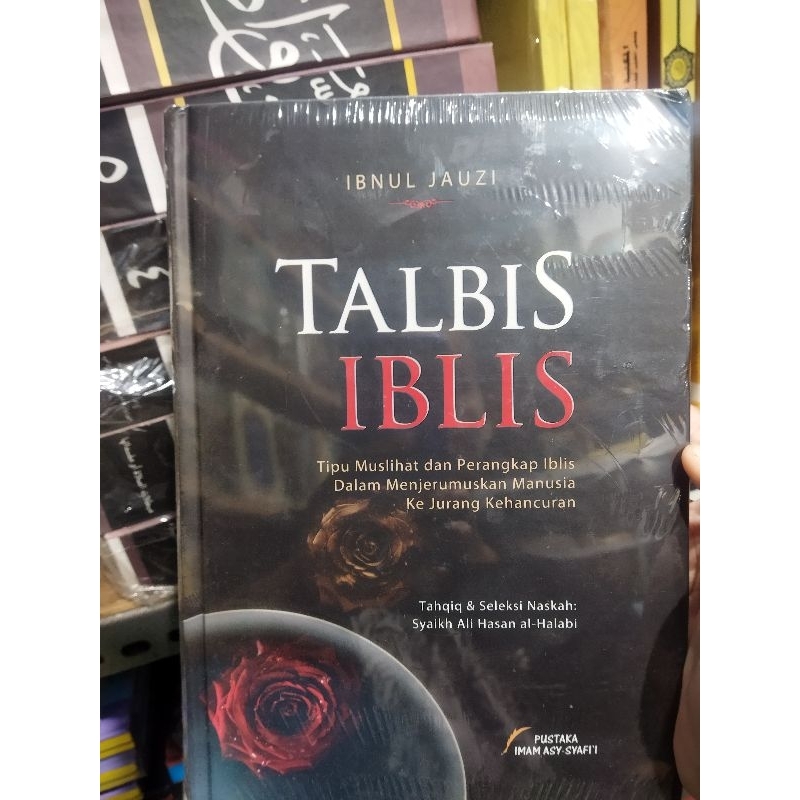 IBNUL JAUZI
TALBIS
IBLIS
Tipu Muslihat dan Perangkap Iblis
Dalam Menjerumuskan Manusia
Ke Jurang Kehancuran
Tahqiq & Seleksi Naskah:
Syaikh Ali Hasan al-Halabi
PUSTAKA
IMAM ASY-SYAFI'I